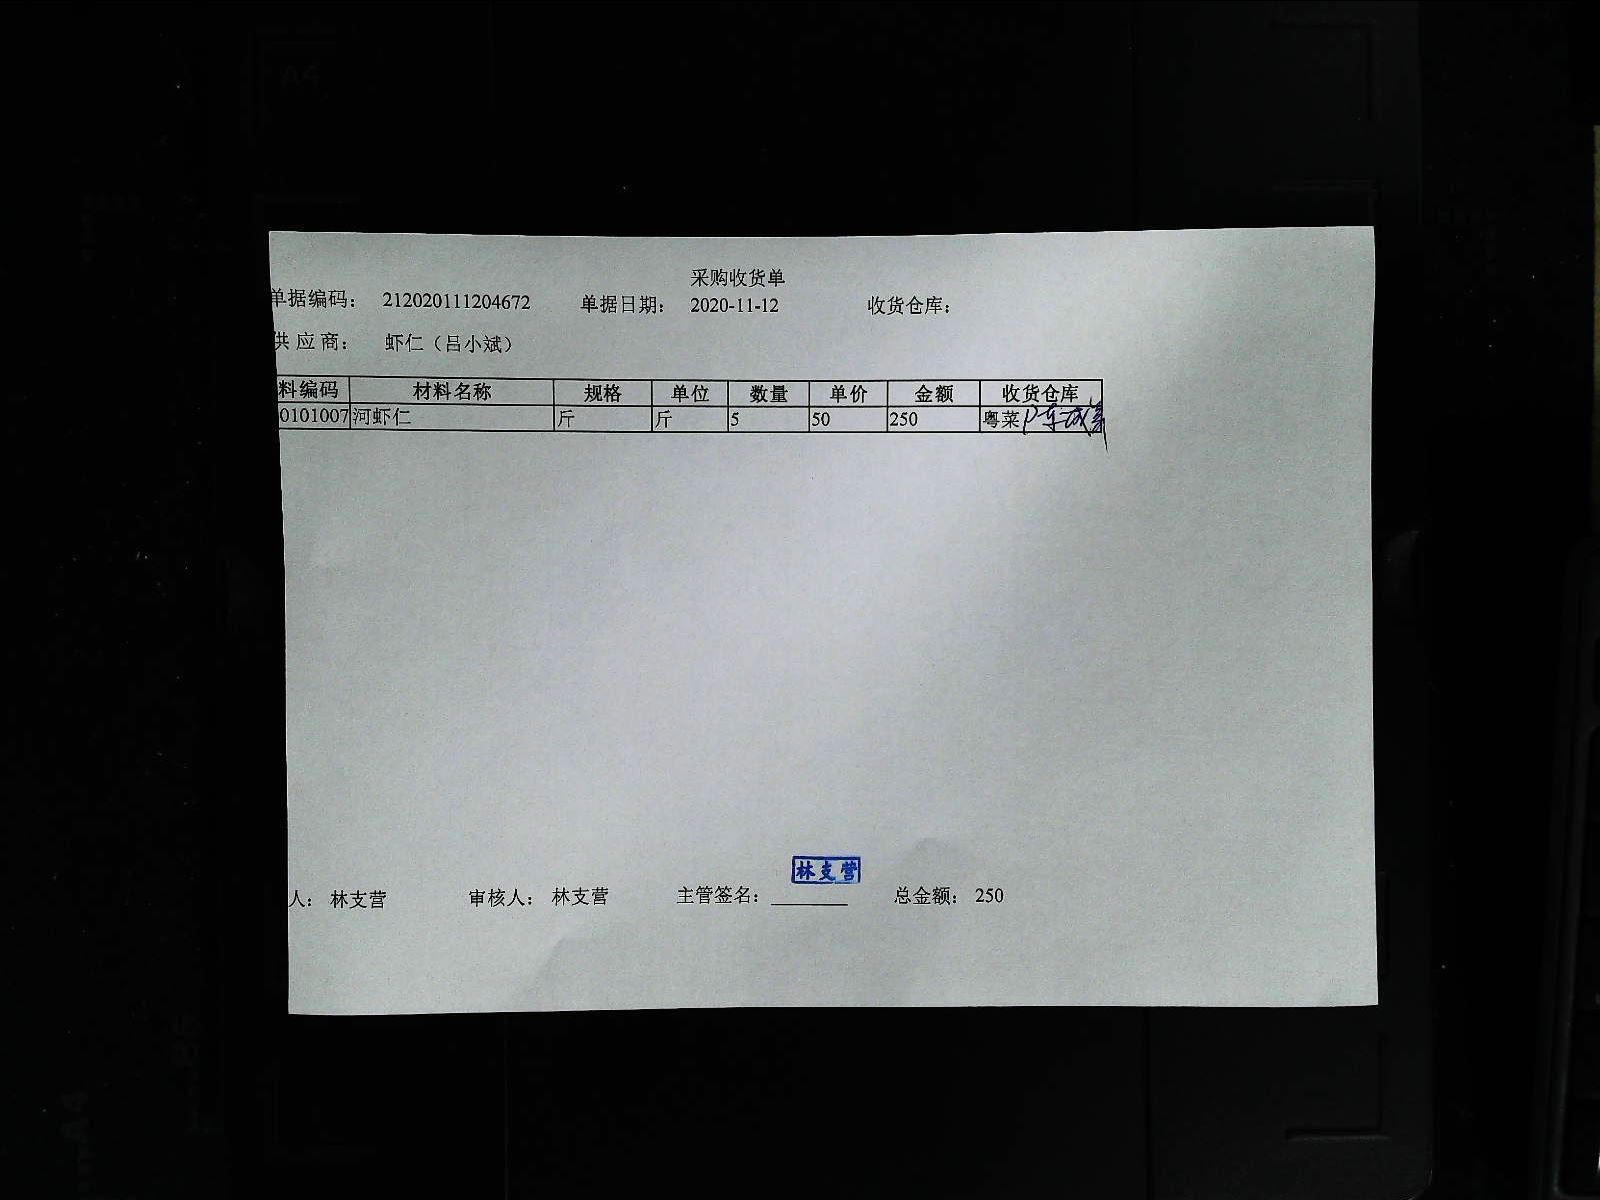 采购收货单
单据编码： 212020111204672 单据日期： 2020-11-12 收货仓库：
供 应 商： 虾仁（吕小斌）
料编码 材料名称 规格 单位 数量 单价 金额 收货仓库
0101007 河虾仁 斤 斤 5 50 250 粤菜
林支营
人： 林支营 审核人： 林支营 主管签名： 总金额： 250